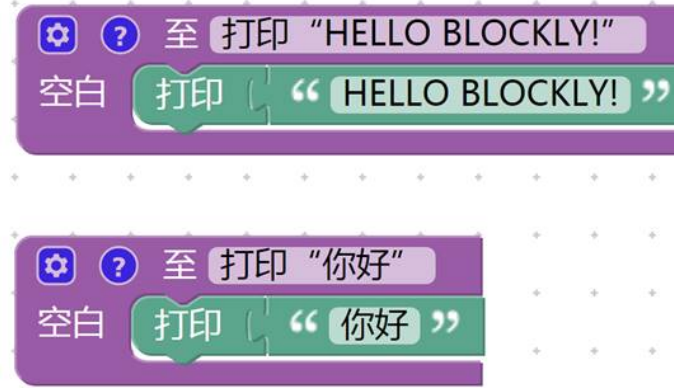 ? 至 打印“HELLO BLOCKLY!”
空白 打印 “ HELLO BLOCKLY! ”
? 至 打印“你好”
空白 打印 “ 你好 ”